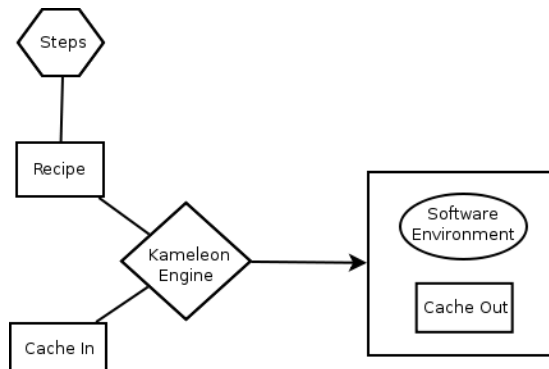 Steps
Recipe
Kameleon
Engine
Cache In
Software
Environment
Cache Out